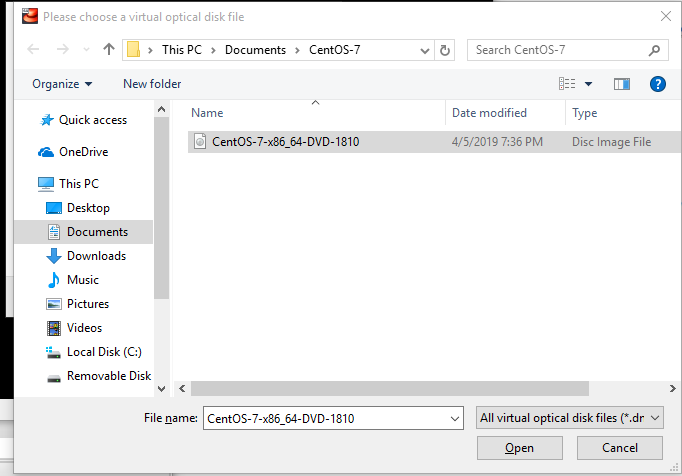 Please choose a virtual optical disk file
This PC > Documents > CentOS-7
Search CentOS-7
Organize New folder
Name Date modified Type
CentOS-7-x86_64-DVD-1810 4/5/2019 7:36 PM Disc Image File
Quick access
OneDrive
This PC
Desktop
Documents
Downloads
Music
Pictures
Videos
Local Disk (C:)
Removable Disk
File name: CentOS-7-x86_64-DVD-1810 All virtual optical disk files (*.dr
Open Cancel